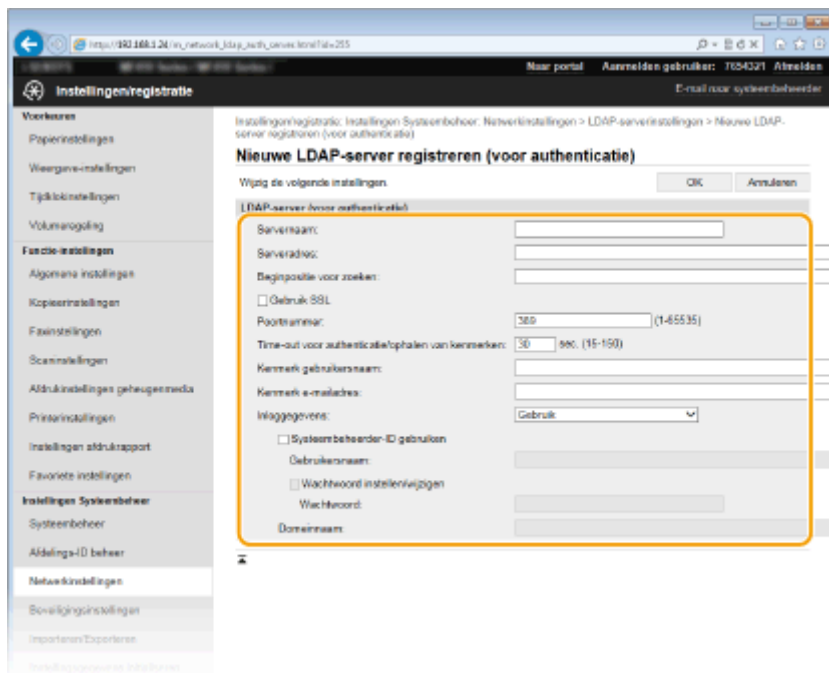 http://192.168.1.24/m_network_ldap_auth_server.html?id=255
Naar portal Aanmelden gebruiker: 7654321 Afmelden
Instellingen/registratie
E-mail naar systeembeheerder
Voorkeuren
Papierinstellingen
Weergave-instellingen
Tijdklokinstellingen
Volumeregeling
Functie-instellingen
Algemene instellingen
Kopieerinstellingen
Faxinstellingen
Scaninstellingen
Afdrukinstellingen geheugenmedia
Printerinstellingen
Instellingen afdrukrapport
Favoriete instellingen
Instellingen Systeembeheer
Systeembeheer
Afdelings-ID beheer
Netwerkinstellingen
Beveiligingsinstellingen
Importeren/Exporteren
Instellingen/registratie: Instellingen Systeembeheer: Netwerkinstellingen > LDAP-serverinstellingen > Nieuwe LDAP-
server registreren (voor authenticatie)
Nieuwe LDAP-server registreren (voor authenticatie)
Wijzig de volgende instellingen.
OK Annuleren
LDAP-server (voor authenticatie)
Servernaam:
Serveradres:
Beginpositie voor zoeken:
Gebruik SSL
Poortnummer: 389 (1-65535)
Time-out voor authenticatie/ophalen van kenmerken: 30 sec. (15-150)
Kenmerk gebruikersnaam:
Kenmerk e-mailadres:
Inloggegevens: Gebruik
Systeembeheerder-ID gebruiken
Gebruikersnaam:
Wachtwoord instellen/wijzigen
Wachtwoord:
Domeinnaam: